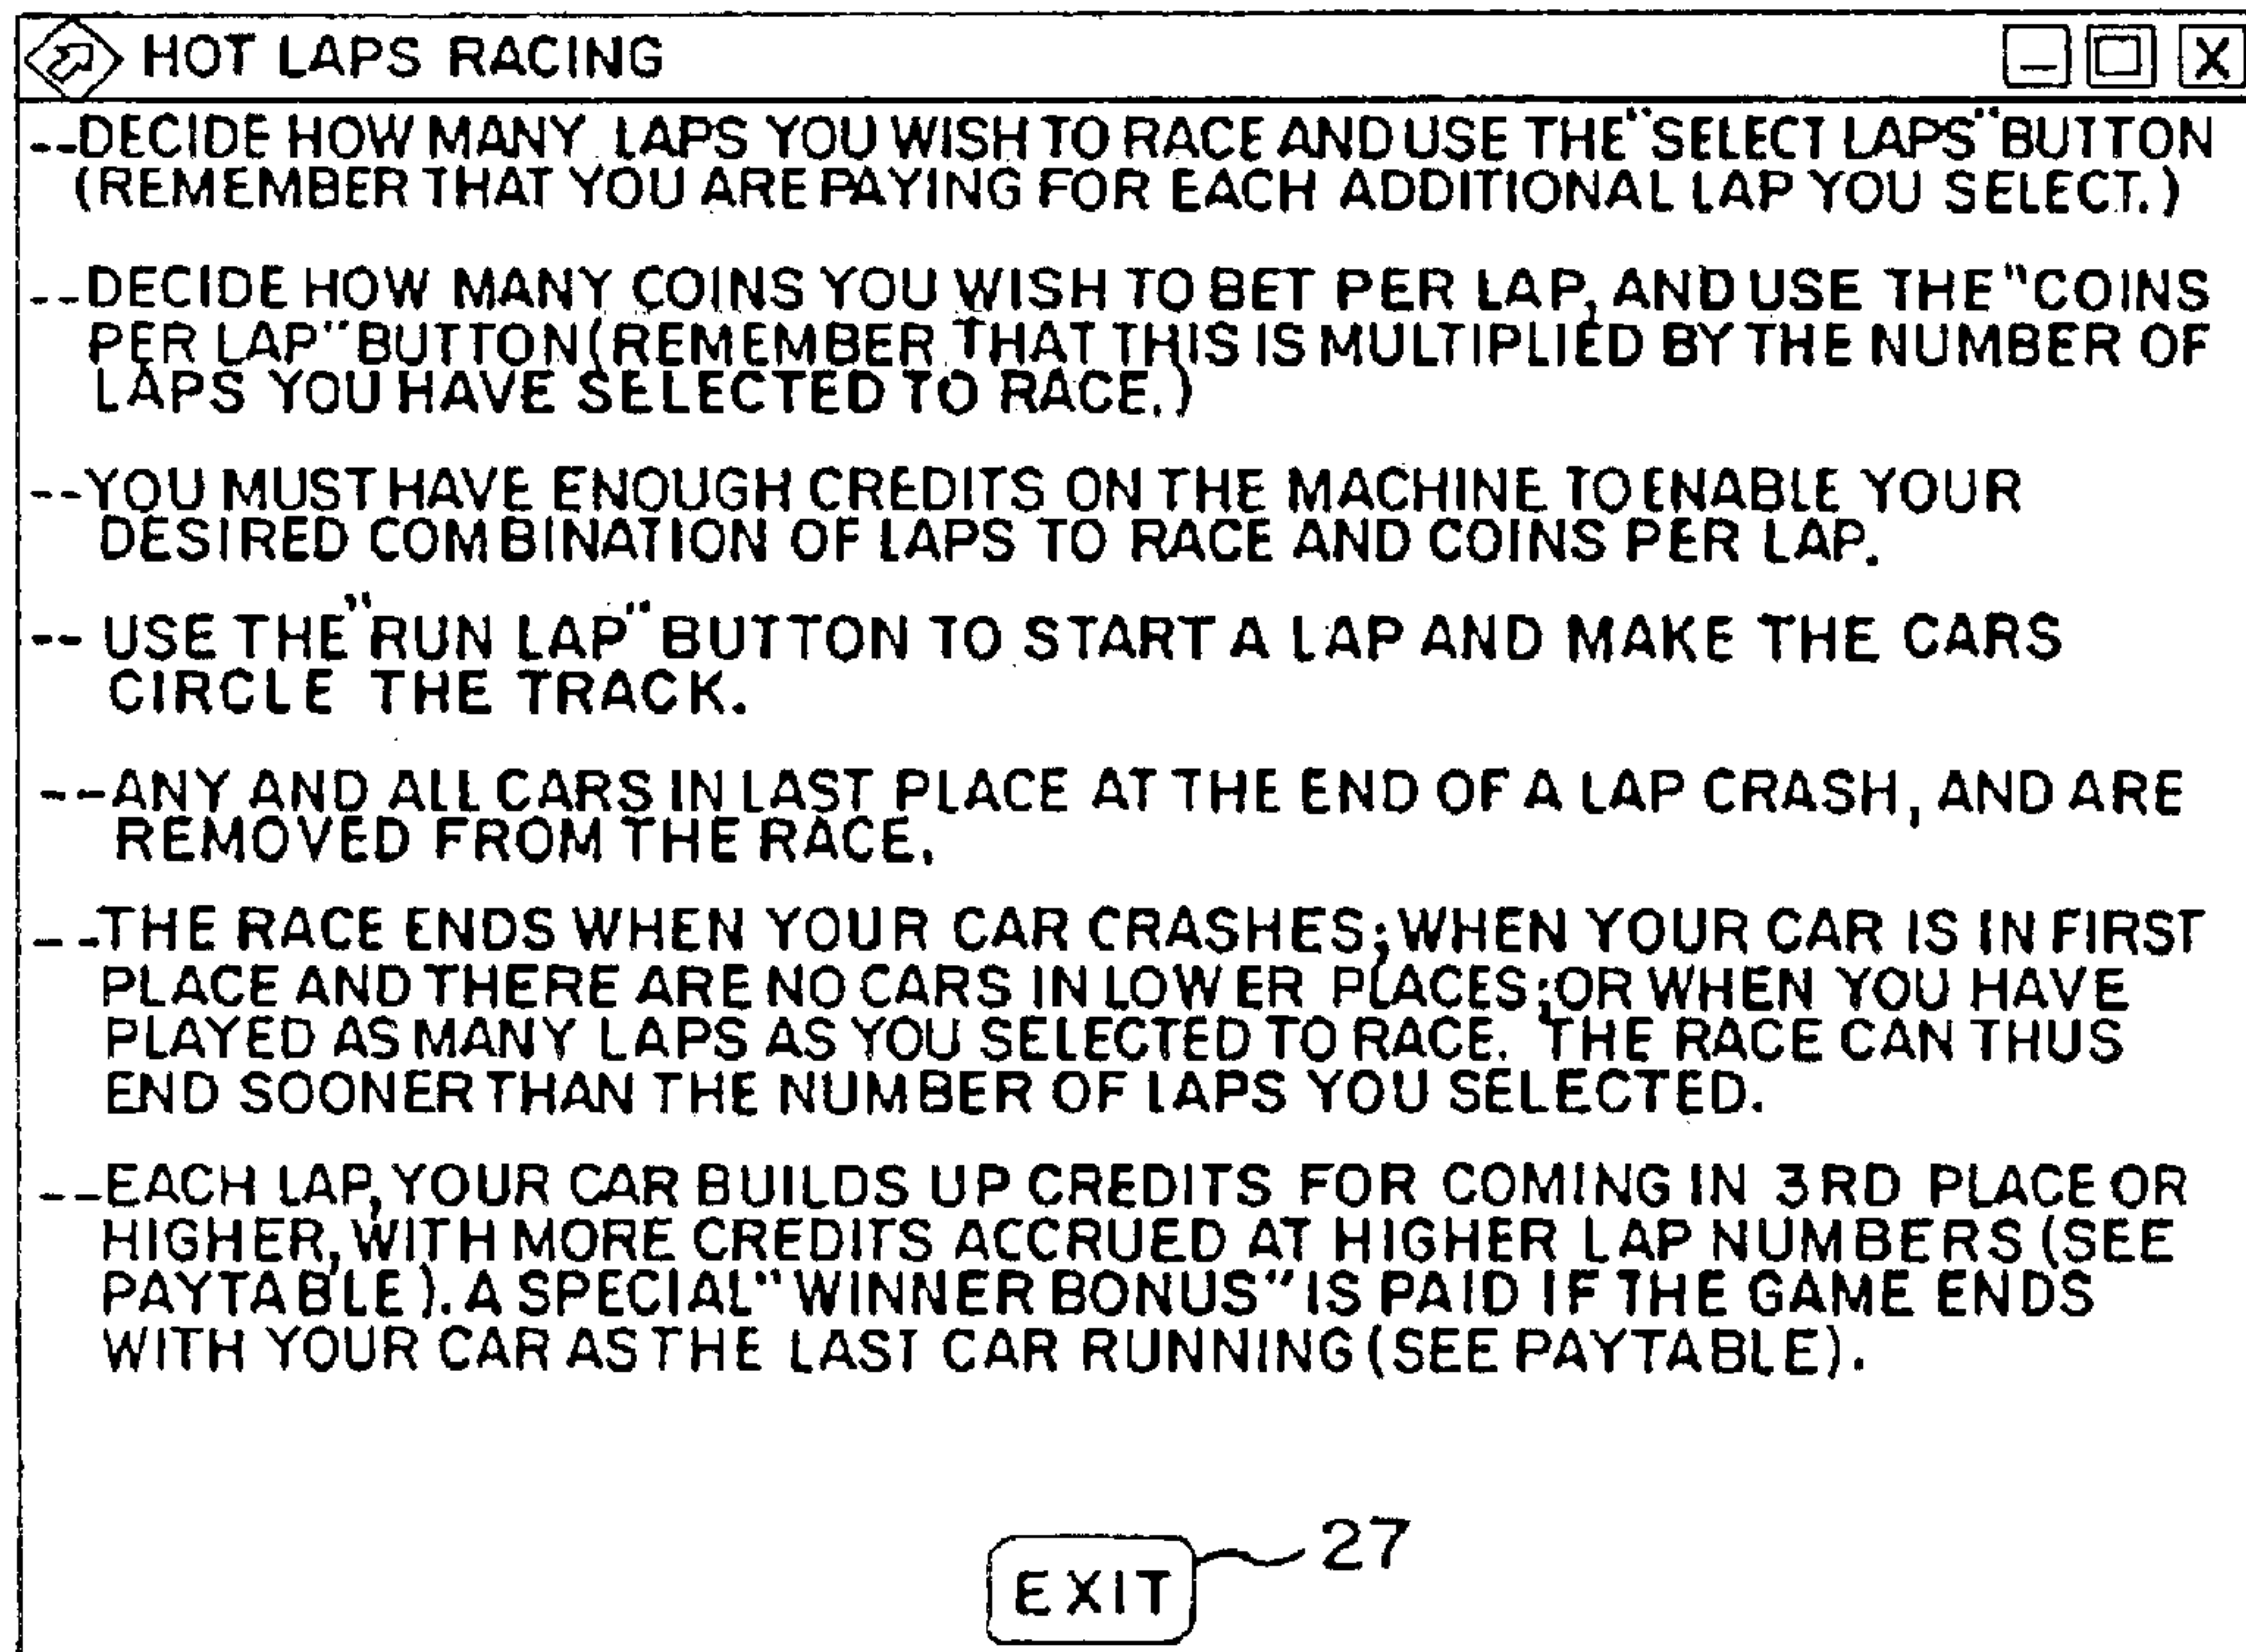 HOT LAPS RACING
--DECIDE HOW MANY LAPS YOU WISH TO RACE AND USE THE "SELECT LAPS" BUTTON
(REMEMBER THAT YOU ARE PAYING FOR EACH ADDITIONAL LAP YOU SELECT.)
--DECIDE HOW MANY COINS YOU WISH TO BET PER LAP, AND USE THE "COINS
PER LAP" BUTTON (REMEMBER THAT THIS IS MULTIPLIED BY THE NUMBER OF
LAPS YOU HAVE SELECTED TO RACE.)
--YOU MUST HAVE ENOUGH CREDITS ON THE MACHINE TO ENABLE YOUR
DESIRED COMBINATION OF LAPS TO RACE AND COINS PER LAP.
-- USE THE "RUN LAP" BUTTON TO START A LAP AND MAKE THE CARS
CIRCLE THE TRACK.
--ANY AND ALL CARS IN LAST PLACE AT THE END OF A LAP CRASH, AND ARE
REMOVED FROM THE RACE.
--THE RACE ENDS WHEN YOUR CAR CRASHES; WHEN YOUR CAR IS IN FIRST
PLACE AND THERE ARE NO CARS IN LOWER PLACES; OR WHEN YOU HAVE
PLAYED AS MANY LAPS AS YOU SELECTED TO RACE. THE RACE CAN THUS
END SOONER THAN THE NUMBER OF LAPS YOU SELECTED.
--EACH LAP, YOUR CAR BUILDS UP CREDITS FOR COMING IN 3RD PLACE OR
HIGHER, WITH MORE CREDITS ACCRUED AT HIGHER LAP NUMBERS (SEE
PAYTABLE). A SPECIAL "WINNER BONUS" IS PAID IF THE GAME ENDS
WITH YOUR CAR AS THE LAST CAR RUNNING (SEE PAYTABLE).
27
EXIT